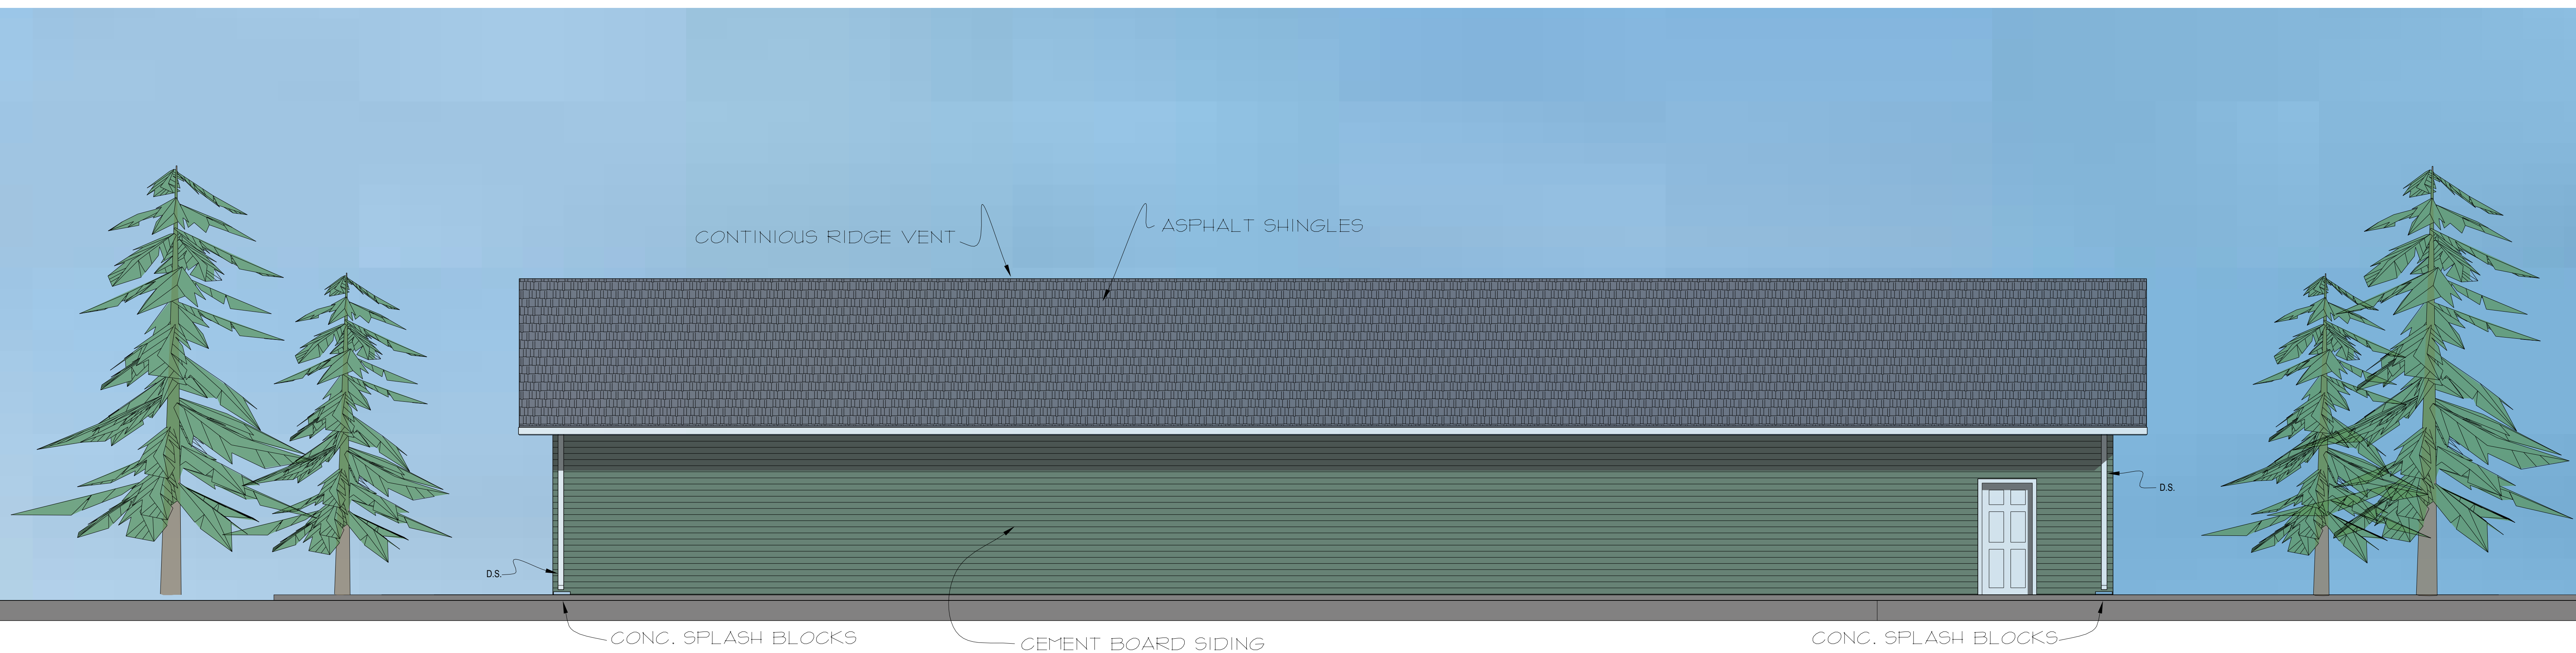 ASPHALT SHINGLES
CONTINIOUS RIDGE VENT
D.S.
D.S.
CONC. SPLASH BLOCKS
CEMENT BOARD SIDING
CONC. SPLASH BLOCKS